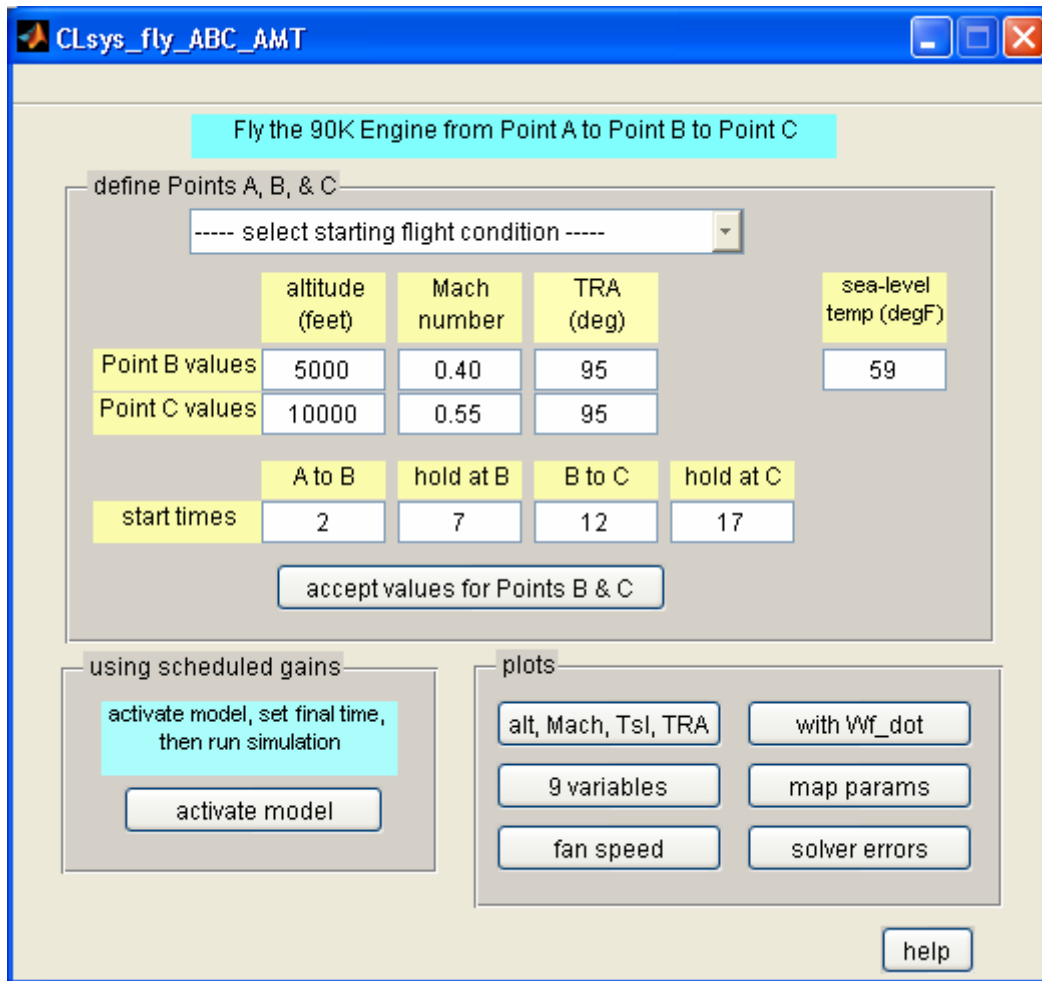 CLsys_fly_ABC_AMT
Fly the 90K Engine from Point A to Point B to Point C
define Points A, B, & C
----- select starting flight condition -----
altitude
(feet)
Mach
number
TRA
(deg)
sea-level
temp (degF)
Point B values
5000
0.40
95
59
Point C values
10000
0.55
95
A to B
hold at B
B to C
hold at C
start times
2
7
12
17
accept values for Points B & C
using scheduled gains
activate model, set final time,
then run simulation
activate model
plots
alt, Mach, Tsl, TRA
with Wf_dot
9 variables
map params
fan speed
solver errors
help